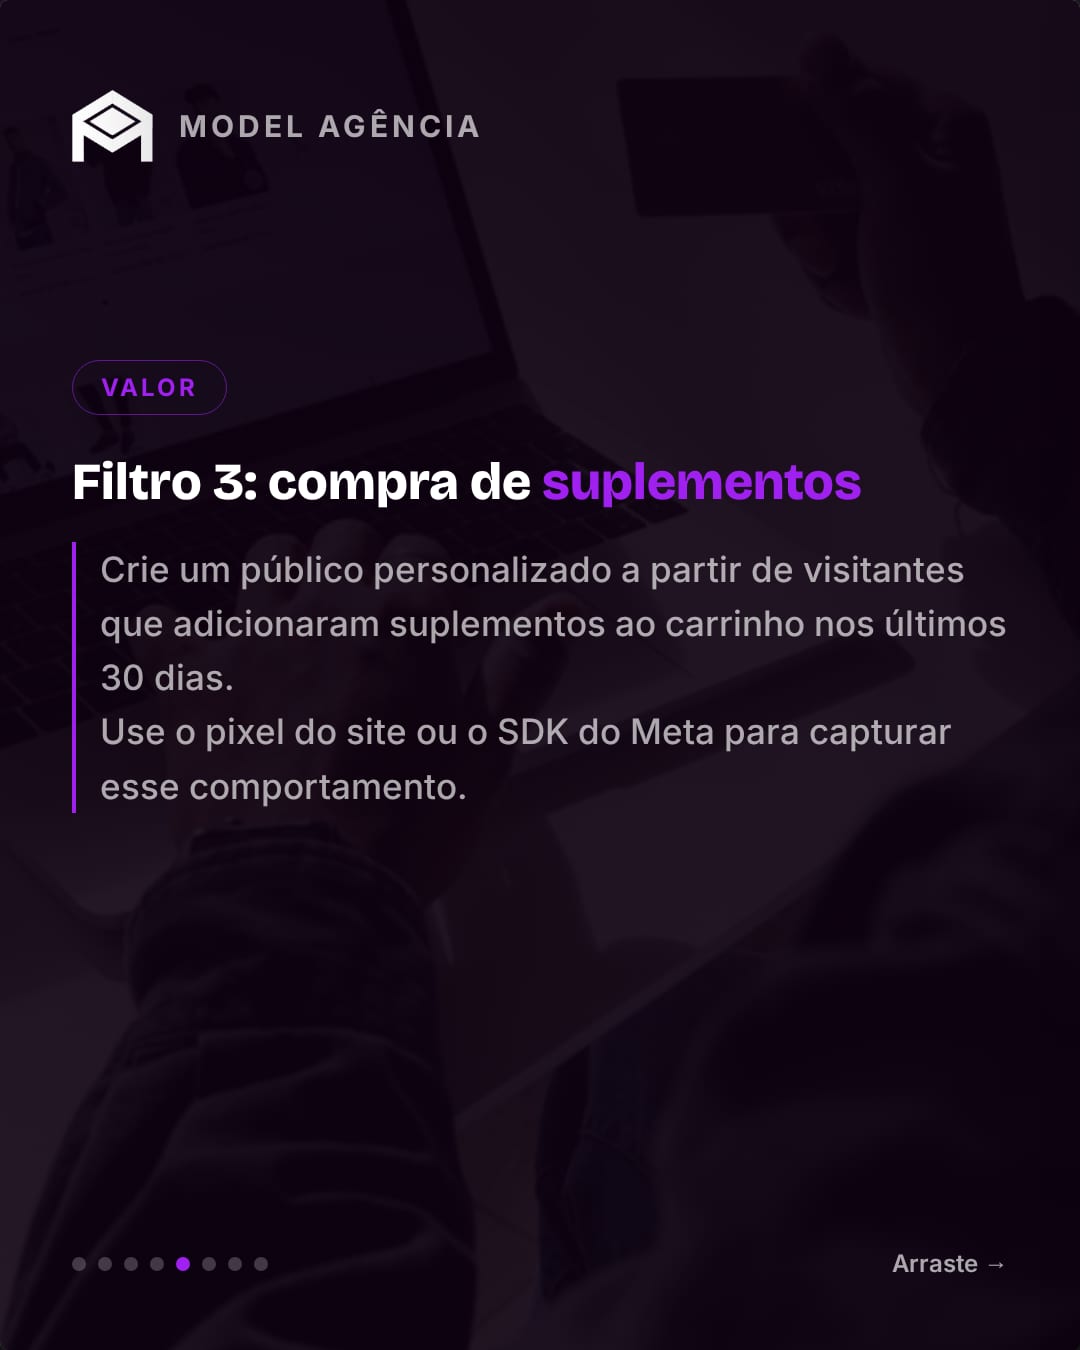 MODEL AGÊNCIA
VALOR
Filtro 3: compra de suplementos
Crie um público personalizado a partir de visitantes
que adicionaram suplementos ao carrinho nos últimos
30 dias.
Use o pixel do site ou o SDK do Meta para capturar
esse comportamento.
Arraste →